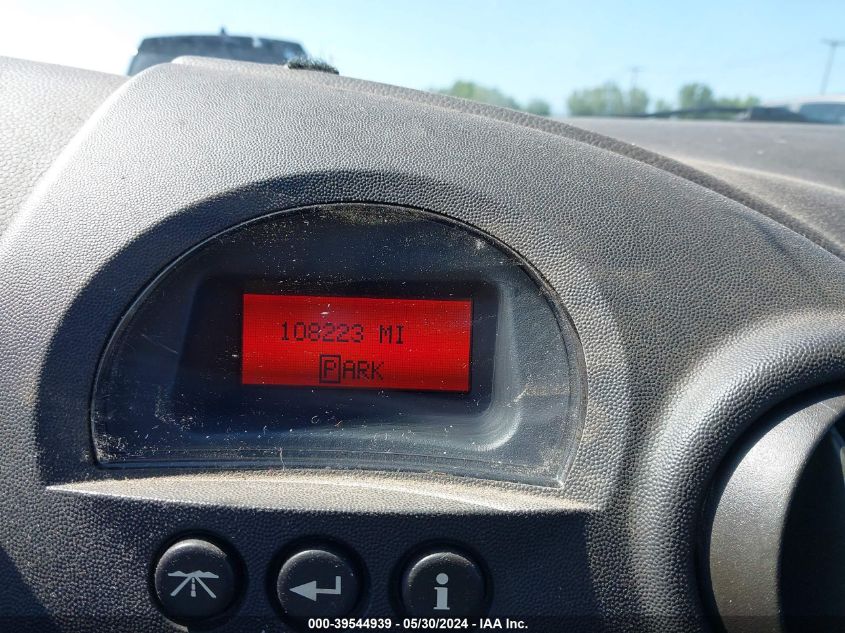 108223 MI
PARK
i
000-39544939 / 05/30/2024 - IAA Inc.